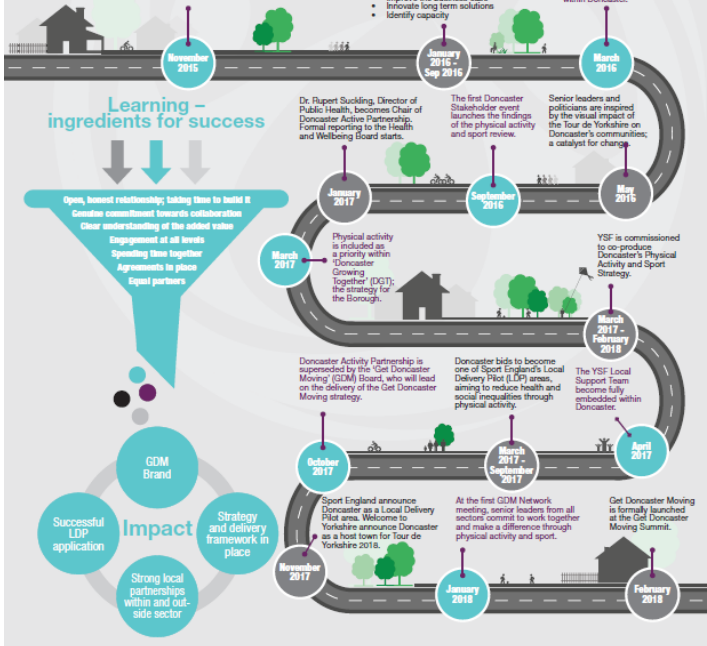 • Innovate long term solutions
• Identify capacity
within Doncaster.
November
2015
January
2016 -
Sep 2016
March
2016
Learning –
ingredients for success
Dr. Rupert Suckling, Director of
Public Health, becomes Chair of
Doncaster Active Partnership.
Formal reporting to the Health
and Wellbeing Board starts.
The first Doncaster
Stakeholder event
launches the findings
of the physical activity
and sport review.
Senior leaders and
politicians are inspired
by the visual impact of
the Tour de Yorkshire on
Doncaster's communities;
a catalyst for change.
January
2017
September
2016
May
2016
Open, honest relationship; taking time to build it
Genuine commitment towards collaboration
Clear understanding of the added value
Engagement at all levels
Spending time together
Agreements in place
Equal partners
March
2017
Physical activity
is included as
a priority within
'Doncaster
Growing
Together' (DGT);
the strategy for
the Borough.
YSF is commissioned
to co-produce
Doncaster's Physical
Activity and Sport
Strategy.
March
2017 -
February
2018
Doncaster Activity Partnership is
superseded by the 'Get Doncaster
Moving' (GDM) Board, who will lead
on the delivery of the Get Doncaster
Moving strategy.
Doncaster bids to become
one of Sport England's Local
Delivery Pilot (LDP) areas,
aiming to reduce health and
social inequalities through
physical activity.
The YSF Local
Support Team
become fully
embedded within
Doncaster.
October
2017
March
2017 -
September
2017
April
2017
GDM
Brand
Successful
LDP
application
Impact
Strategy
and delivery
framework in
place
Strong local
partnerships
within and out-
side sector
Sport England announce
Doncaster as a Local Delivery
Pilot area. Welcome to
Yorkshire announce Doncaster
as a host town for Tour de
Yorkshire 2018.
At the first GDM Network
meeting, senior leaders from all
sectors commit to work together
and make a difference through
physical activity and sport.
Get Doncaster Moving
is formally launched
at the Get Doncaster
Moving Summit.
November
2017
January
2018
February
2018